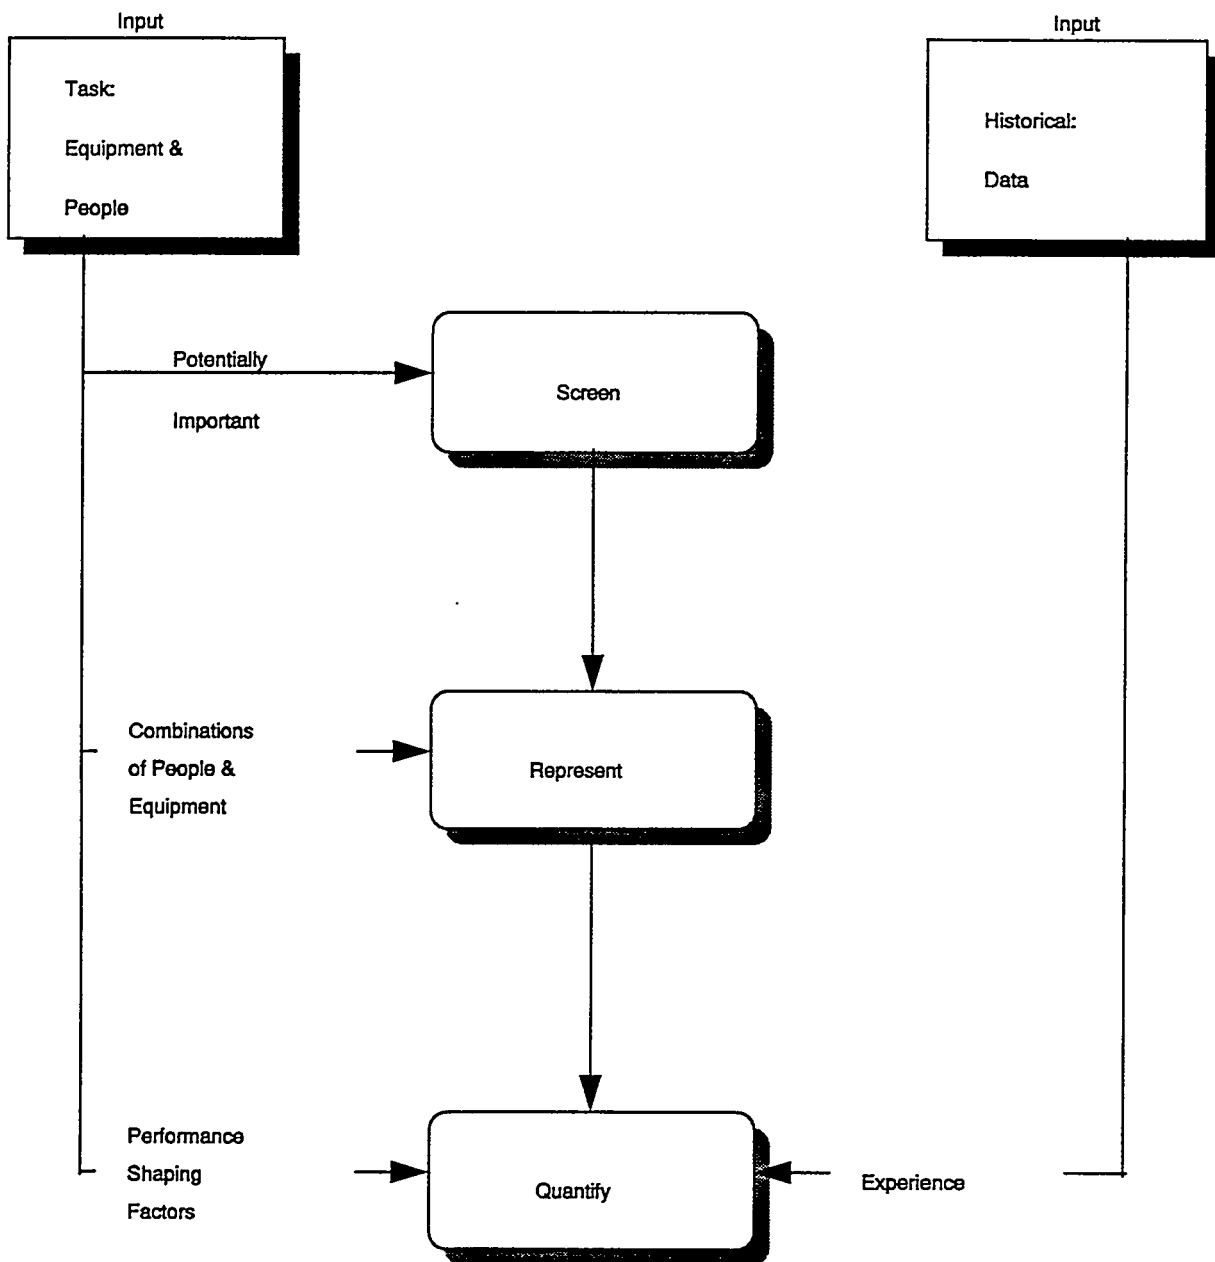 Input
Task:
Equipment &
People
Input
Historical:
Data
Potentially
Important
Screen
Combinations
of People &
Equipment
Represent
Performance
Shaping
Factors
Quantify
Experience